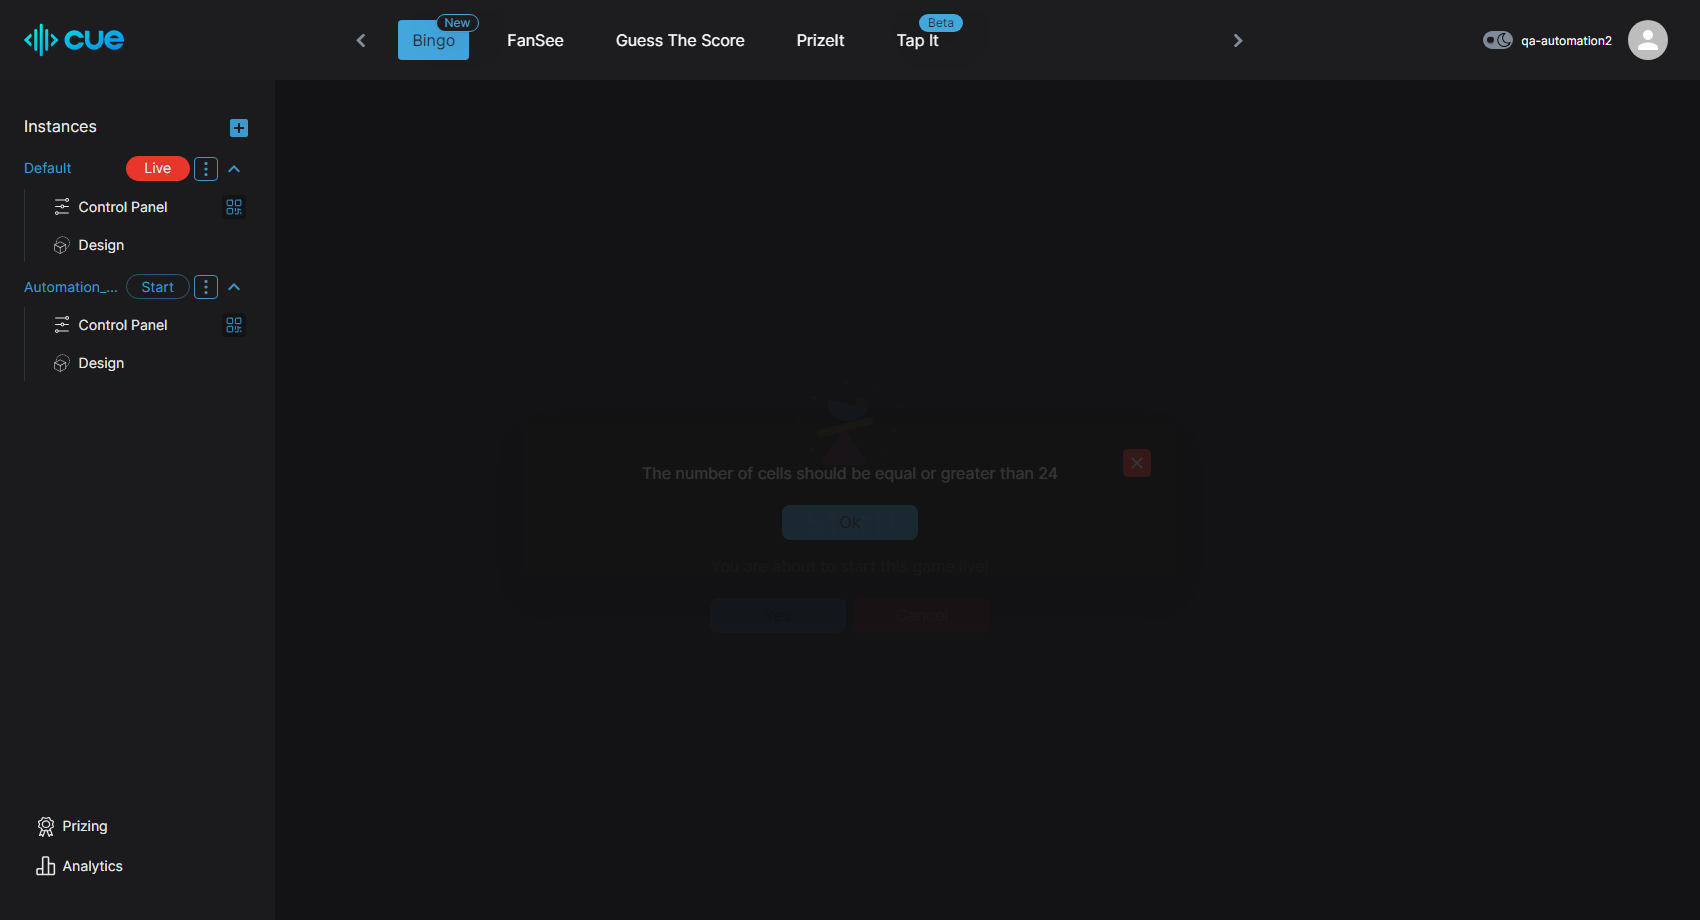 cue
Bingo
New
FanSee
Guess The Score
PrizeIt
Tap It
Beta
qa-automation2
Instances
Default
Live
Control Panel
Design
Automation_...
Start
Control Panel
Design
The number of cells should be equal or greater than 24
Ok
You are about to start this game live!
Yes
Cancel
Prizing
Analytics